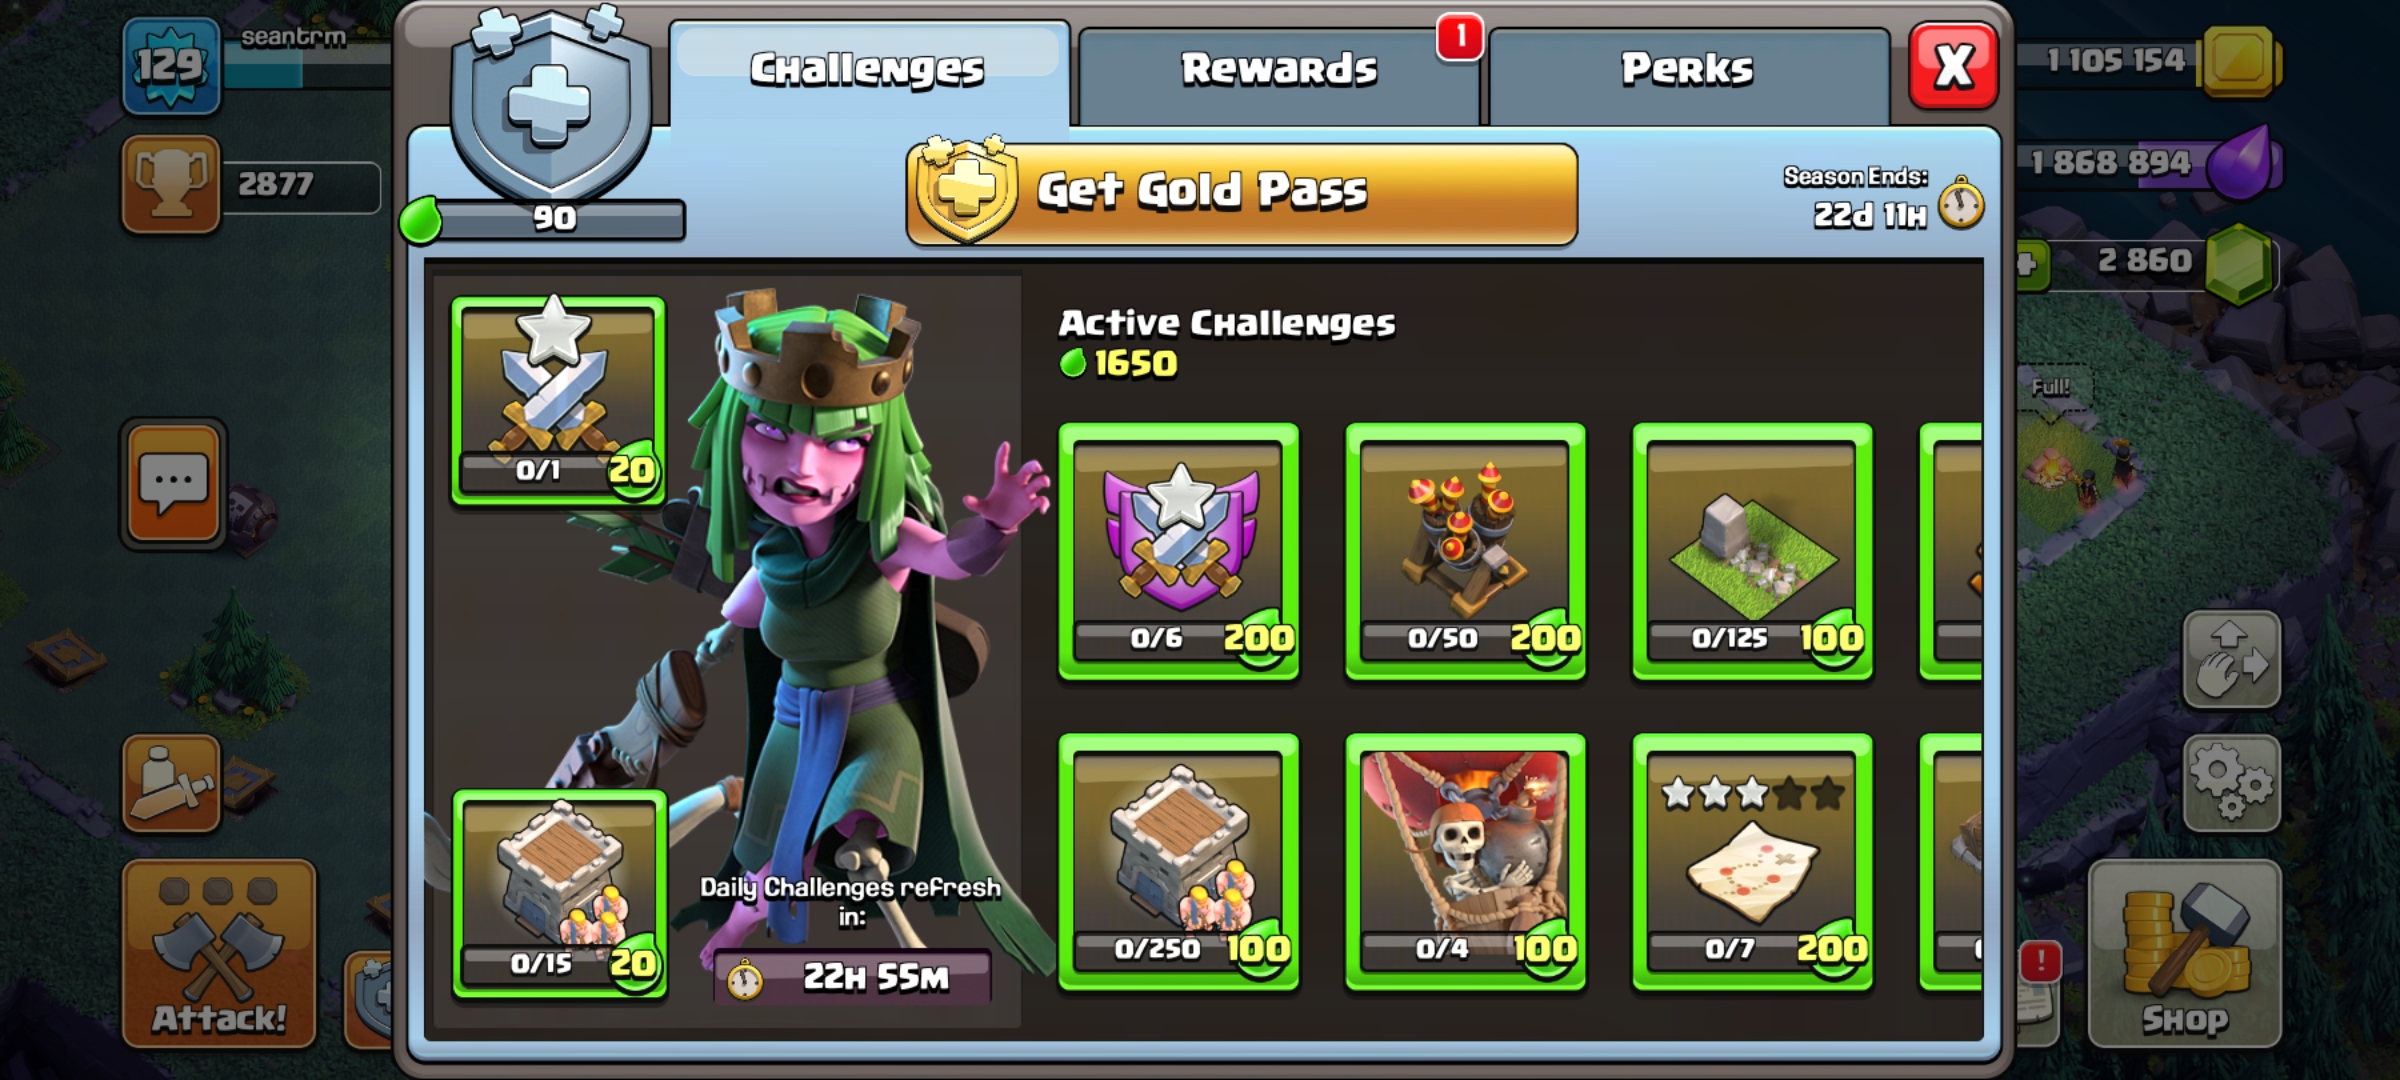 129
seantrm
2877
Challenges
Rewards
1
Perks
X
1 105 154
1 868 894
2 860
90
Get Gold Pass
Season Ends:
22d 11h
Full!
0/1
20
0/15
20
Daily Challenges refresh
in:
22h 55m
Active Challenges
1650
0/6
200
0/50
200
0/125
100
0/250
100
0/4
100
0/7
200
Attack!
!
Shop